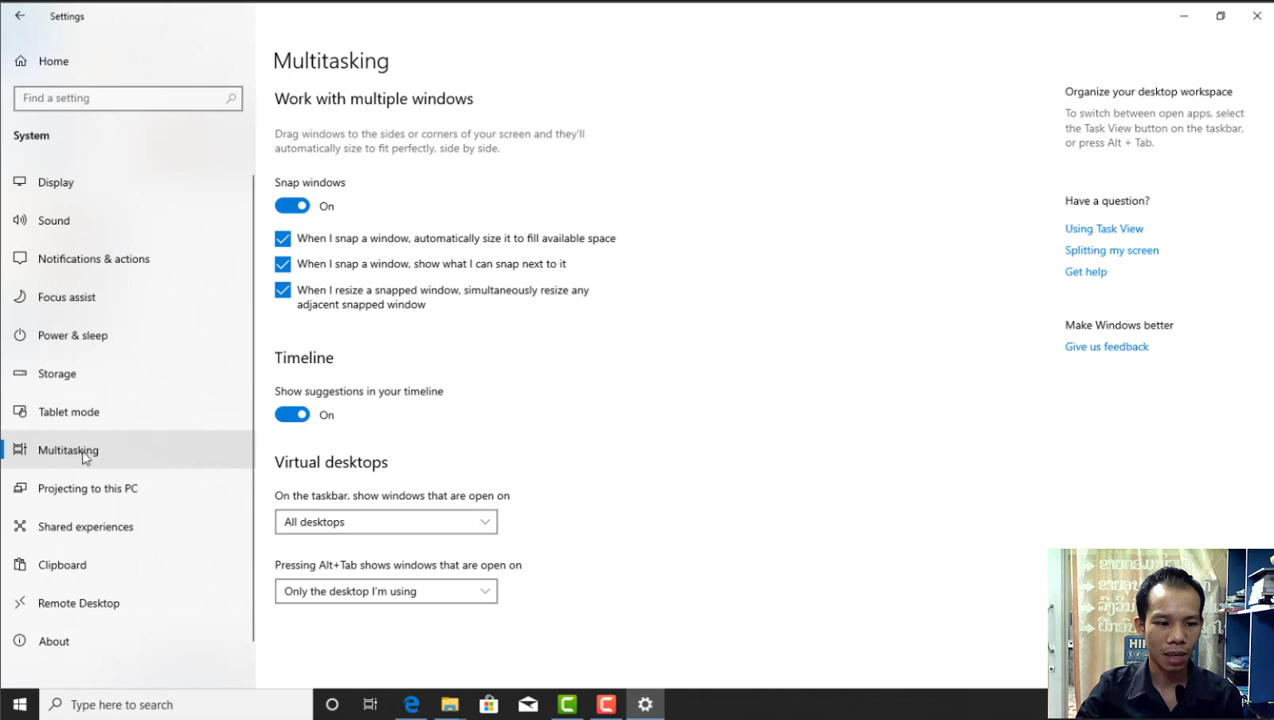 Settings
Home
Find a setting
System
Display
Sound
Notifications & actions
Focus assist
Power & sleep
Storage
Tablet mode
Multitasking
Projecting to this PC
Shared experiences
Clipboard
Remote Desktop
About
Multitasking
Work with multiple windows
Drag windows to the sides or corners of your screen and they'll
automatically size to fit perfectly, side by side.
Snap windows
On
When I snap a window, automatically size it to fill available space
When I snap a window, show what I can snap next to it
When I resize a snapped window, simultaneously resize any
adjacent snapped window
Timeline
Show suggestions in your timeline
On
Virtual desktops
On the taskbar, show windows that are open on
All desktops
Pressing Alt+Tab shows windows that are open on
Only the desktop I'm using
Organize your desktop workspace
To switch between open apps, select
the Task View button on the taskbar,
or press Alt + Tab.
Have a question?
Using Task View
Splitting my screen
Get help
Make Windows better
Give us feedback
Type here to search